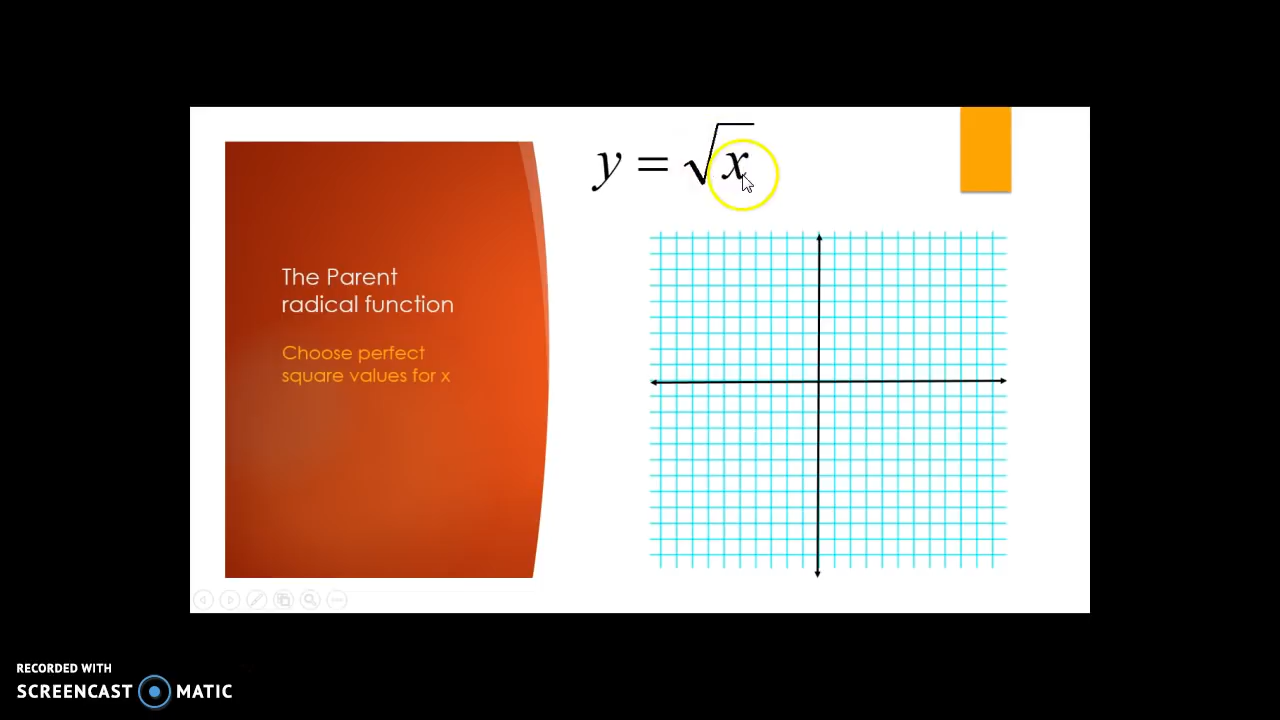 y = √x
The Parent
radical function
Choose perfect
square values for x
RECORDED WITH
SCREENCAST MATIC